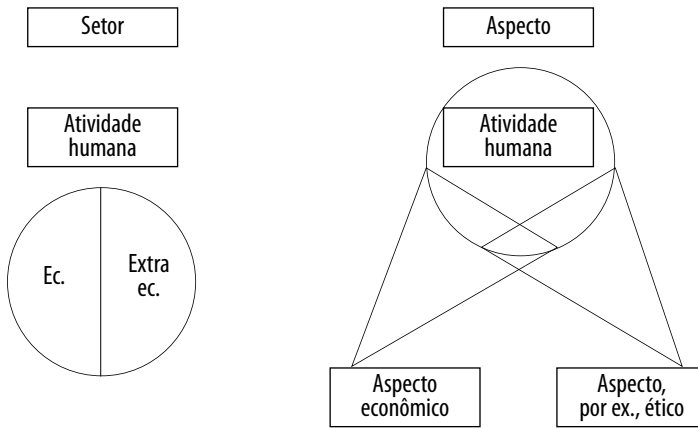 Setor
Aspecto
Atividade
humana
Atividade
humana
Ec.
Extra
ec.
Aspecto
econômico
Aspecto,
por ex., ético